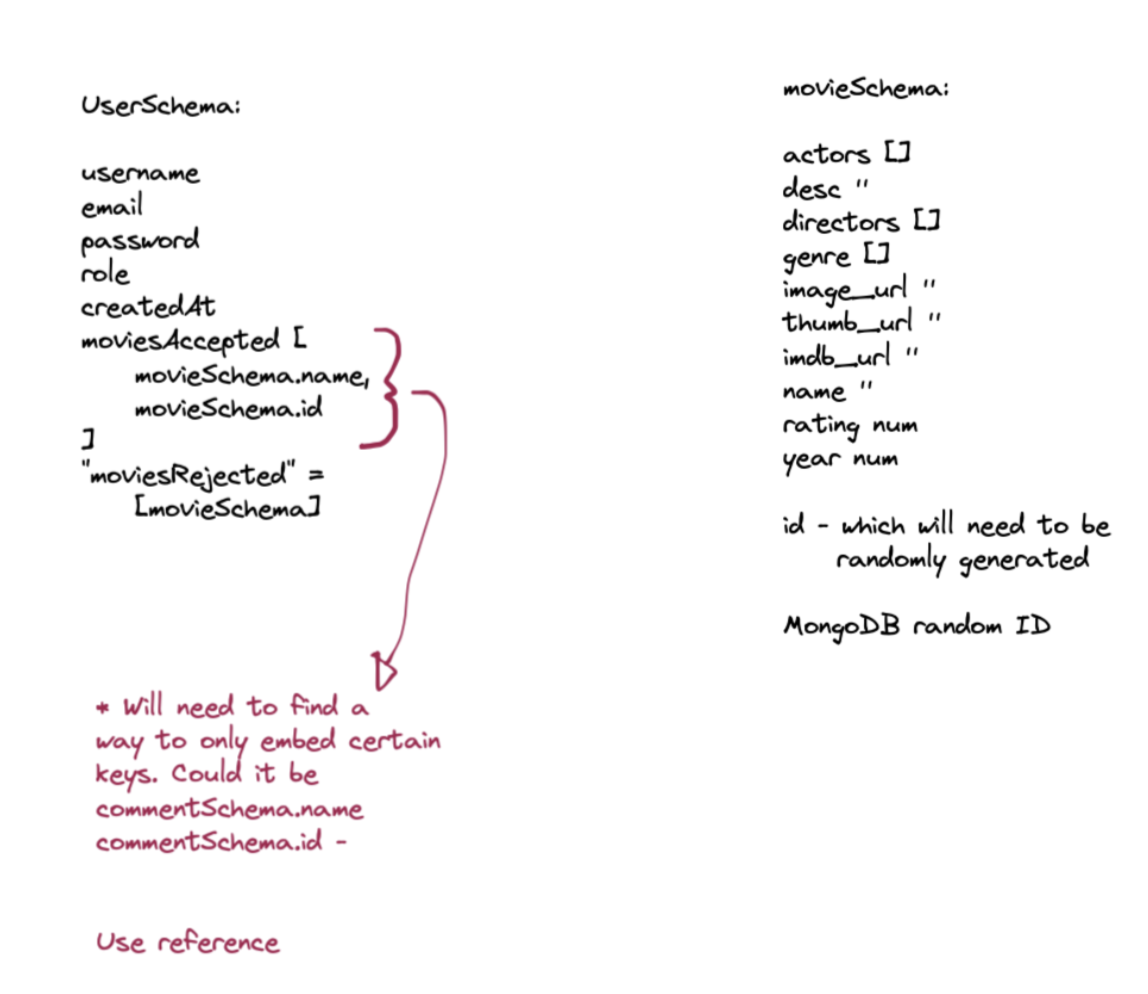 UserSchema:
username
email
password
role
createdAt
moviesAccepted [
movieSchema.name,
movieSchema.id
]
"moviesRejected" =
[movieSchema]
* Will need to find a
way to only embed certain
keys. Could it be
commentSchema.name
commentSchema.id -
Use reference
movieSchema:
actors []
desc ''
directors []
genre []
image_url ''
thumb_url ''
imdb_url ''
name ''
rating num
year num
id - which will need to be
randomly generated
MongoDB random ID